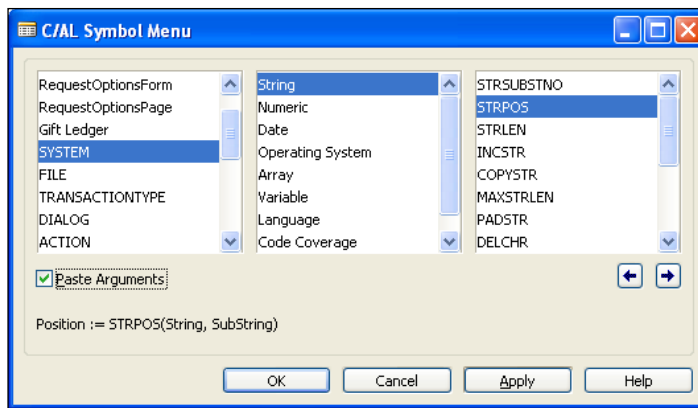 C/AL Symbol Menu
RequestOptionsForm
RequestOptionsPage
Gift Ledger
SYSTEM
FILE
TRANSACTIONTYPE
DIALOG
ACTION
String
Numeric
Date
Operating System
Array
Variable
Language
Code Coverage
STRSUBSTNO
STRPOS
STRLEN
INCSTR
COPYSTR
MAXSTRLEN
PADSTR
DELCHR
Paste Arguments
Position := STRPOS(String, SubString)
OK Cancel Apply Help